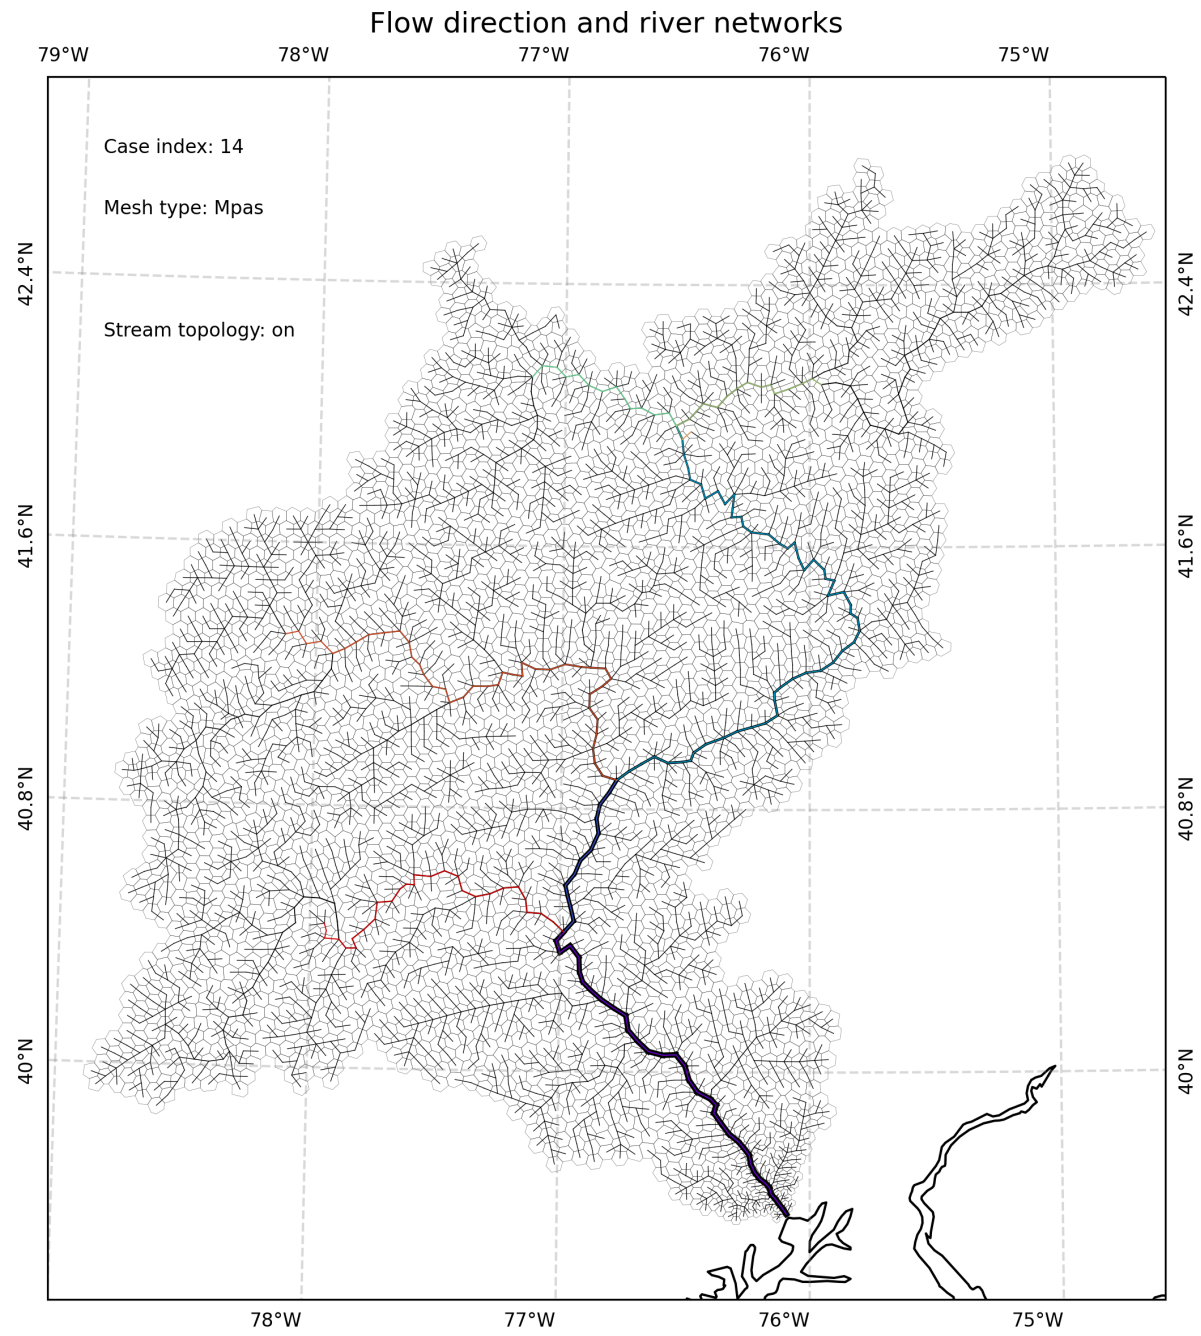 Flow direction and river networks
79°W 78°W 77°W 76°W 75°W
Case index: 14
Mesh type: Mpas
42.4°N 42.4°N
Stream topology: on
41.6°N 41.6°N
40.8°N 40.8°N
40°N 40°N
78°W 77°W 76°W 75°W